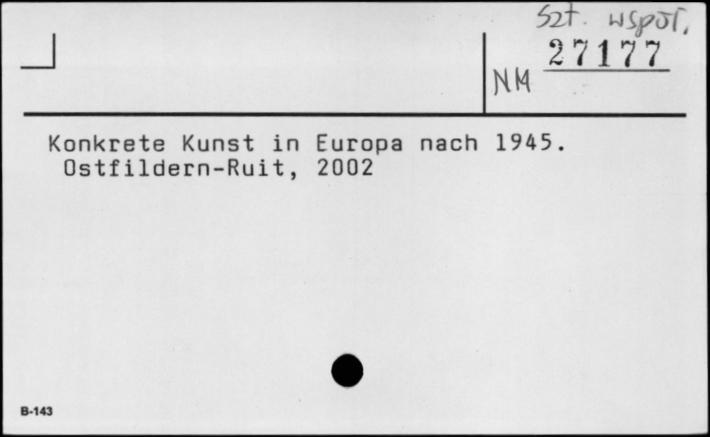 Szt. współ.
27177
NM
Konkrete Kunst in Europa nach 1945.
Ostfildern-Ruit, 2002
B-143